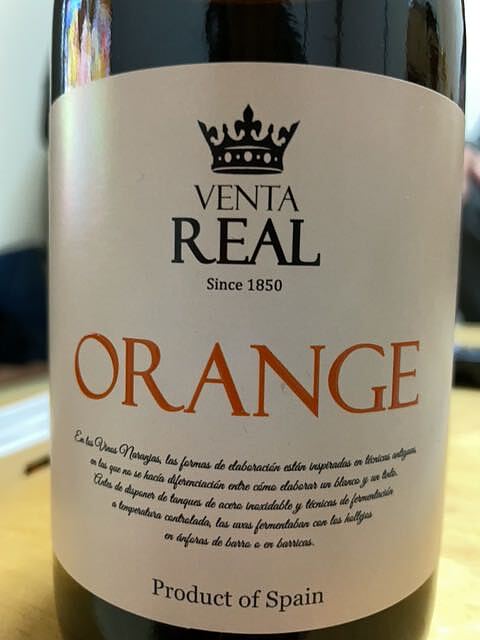 VENTA
REAL
Since 1850
ORANGE
En los Vinos Naranjas, las formas de elaboración están inspiradas en técnicas antiguas,
en las que no se hacía diferenciación entre cómo elaborar un blanco y un tinto.
Antes de disponer de tanques de acero inoxidable y técnicas de fermentación
a temperatura controlada, las uvas fermentaban con los hollejos
en ánforas de barro o en barricas.
Product of Spain